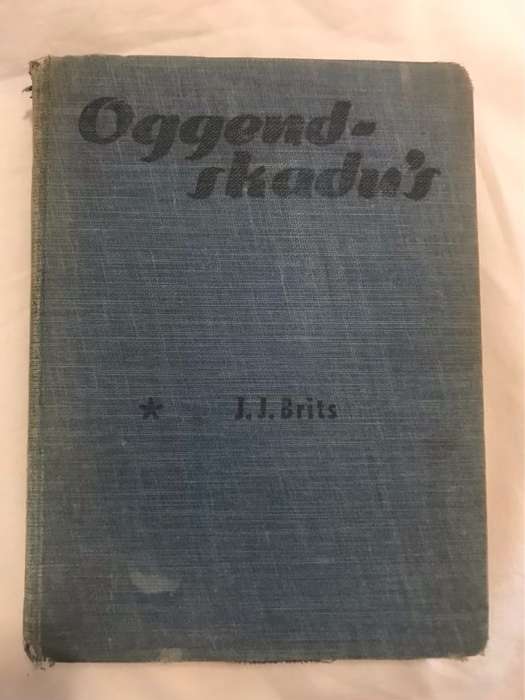 Oggend-
skadu's
* J. J. Brits